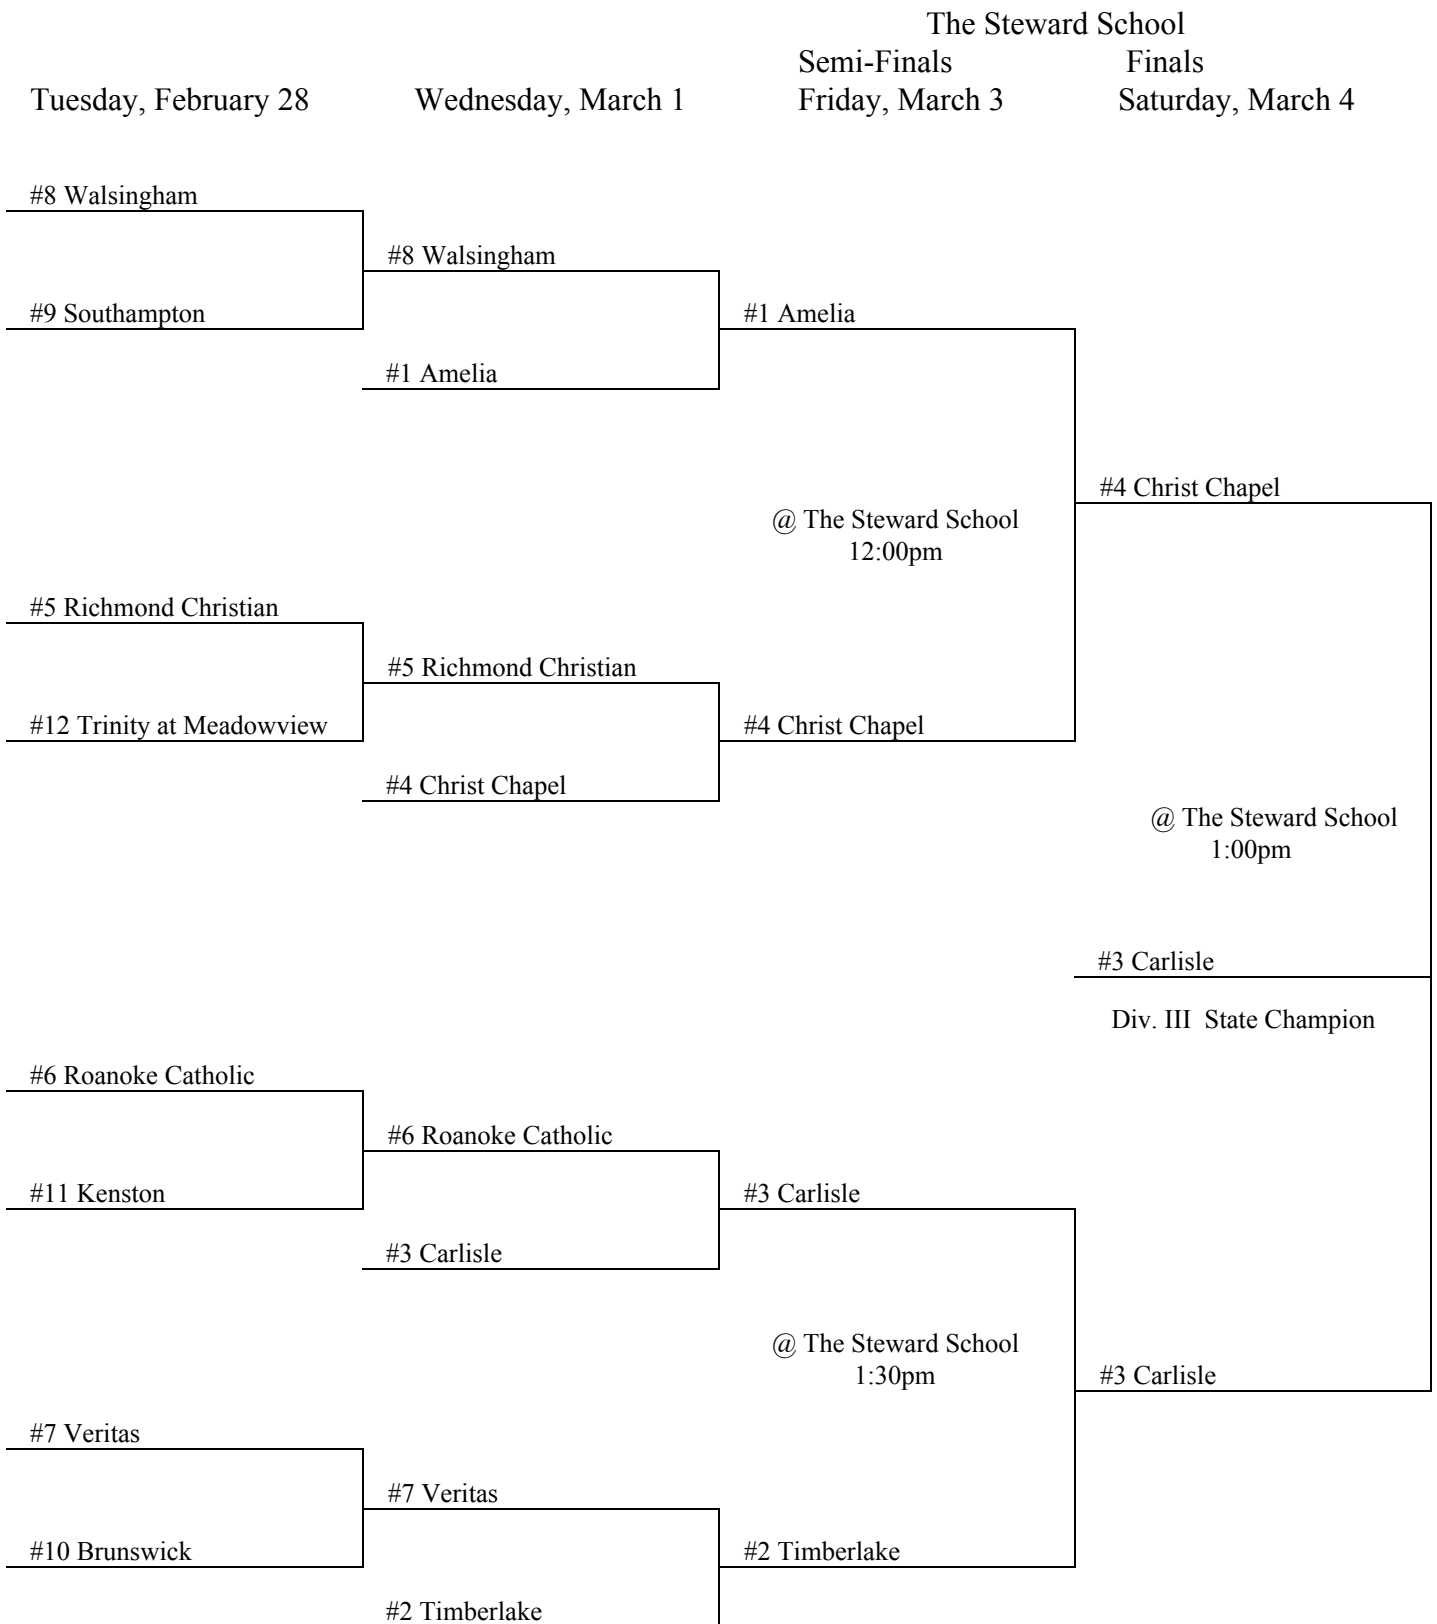 The Steward School
Semi-Finals Finals
Tuesday, February 28 Wednesday, March 1 Friday, March 3 Saturday, March 4
#8 Walsingham
#8 Walsingham
#9 Southampton #1 Amelia
#1 Amelia
#4 Christ Chapel
@ The Steward School
12:00pm
#5 Richmond Christian
#5 Richmond Christian
#12 Trinity at Meadowview #4 Christ Chapel
#4 Christ Chapel
@ The Steward School
1:00pm
#3 Carlisle
Div. III State Champion
#6 Roanoke Catholic
#6 Roanoke Catholic
#11 Kenston #3 Carlisle
#3 Carlisle
@ The Steward School
1:30pm #3 Carlisle
#7 Veritas
#7 Veritas
#10 Brunswick #2 Timberlake
#2 Timberlake